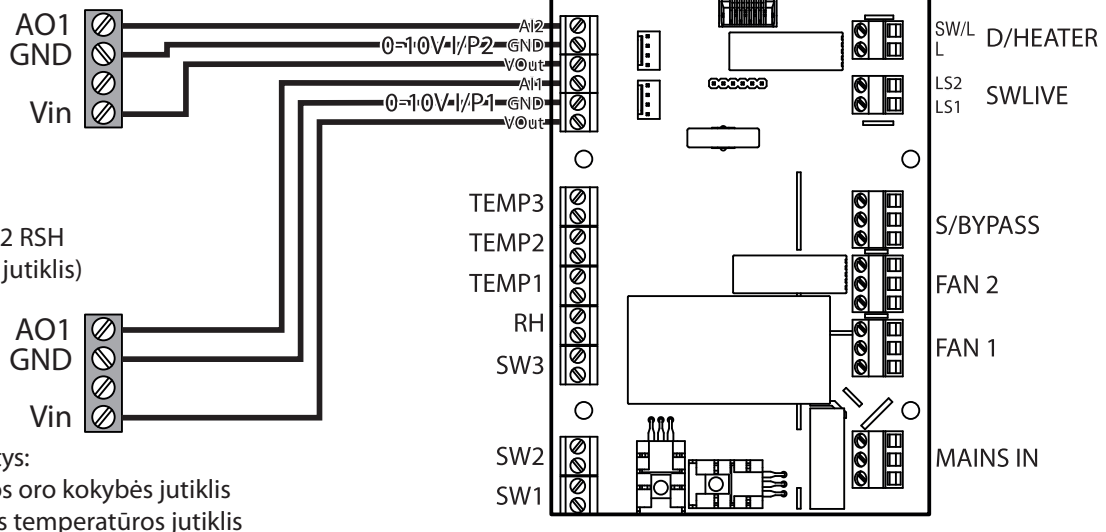 AO1
GND
Vin
AI2
0-10V I/P2 GND
VOut
AI1
0-10V I/P1 GND
VOut
SW/L
L
D/HEATER
LS2
LS1
SWLIVE
2 RSH
jutiklis)
AO1
GND
Vin
TEMP3
TEMP2
TEMP1
RH
SW3
SW2
SW1
S/BYPASS
FAN 2
FAN 1
MAINS IN
oro kokybės jutiklis
temperatūros jutiklis